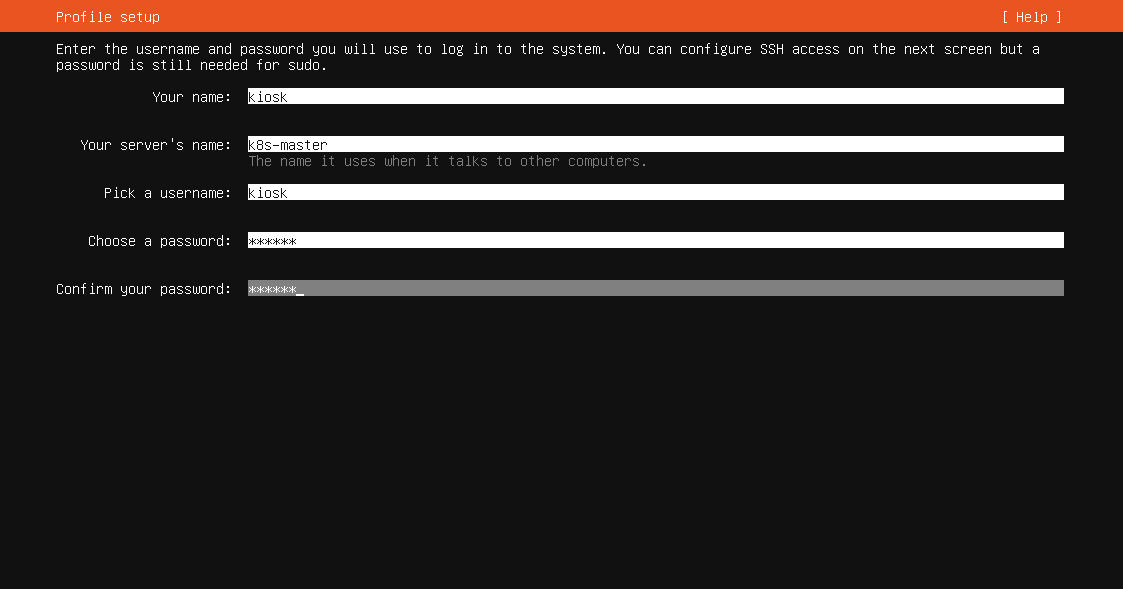 Profile setup [ Help ]
Enter the username and password you will use to log in to the system. You can configure SSH access on the next screen but a
password is still needed for sudo.
Your name: kiosk
Your server's name: k8s-master
The name it uses when it talks to other computers.
Pick a username: kiosk
Choose a password: ******
Confirm your password: ******_